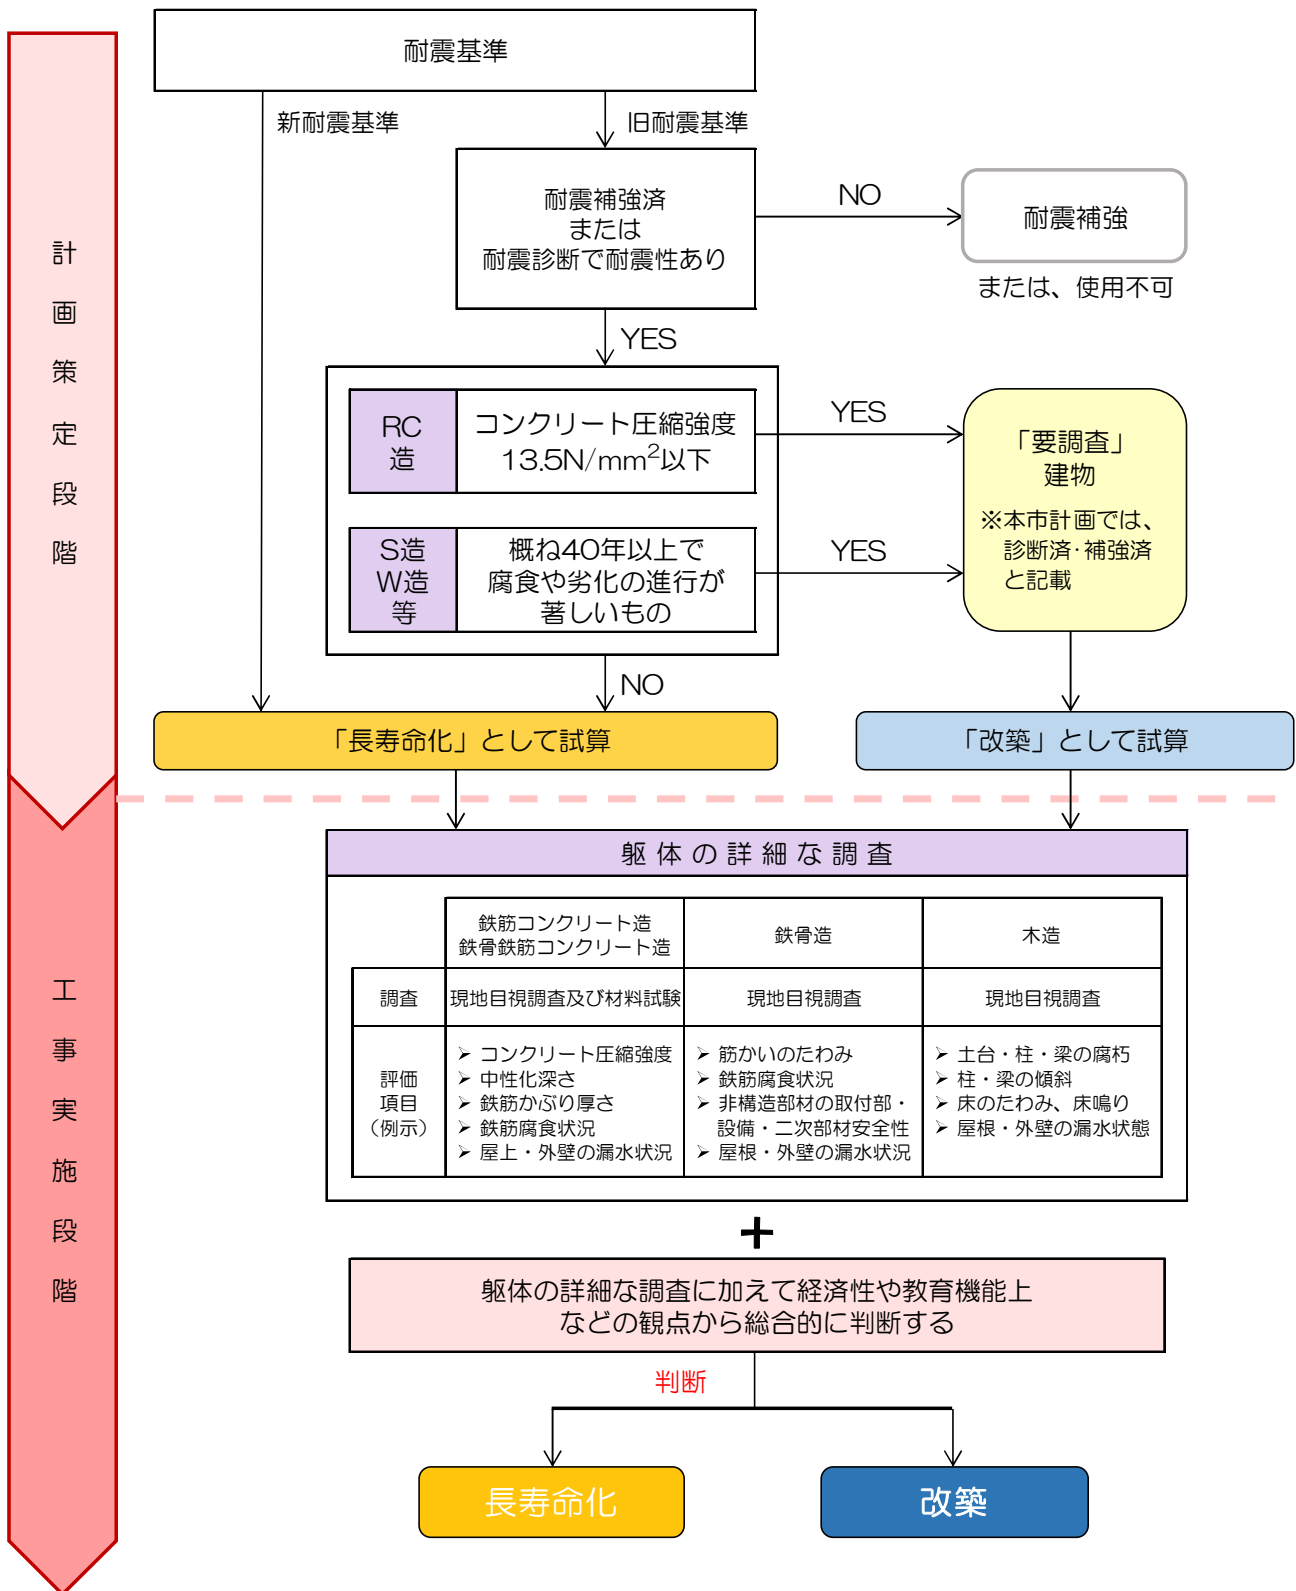 耐震基準
新耐震基準
旧耐震基準
耐震補強済
または
耐震診断で耐震性あり
NO
耐震補強
または、使用不可
YES
RC
造
コンクリート圧縮強度
13.5N/mm²以下
YES
S造
W造
等
概ね40年以上で
腐食や劣化の進行が
著しいもの
YES
「要調査」
建物
※本市計画では、
診断済・補強済
と記載
NO
「長寿命化」として試算
「改築」として試算
計画策定段階
躯体の詳細な調査
鉄筋コンクリート造
鉄骨鉄筋コンクリート造
鉄骨造
木造
調査
現地目視調査及び材料試験
現地目視調査
現地目視調査
評価
項目
（例示）
➢ コンクリート圧縮強度
➢ 中性化深さ
➢ 鉄筋かぶり厚さ
➢ 鉄筋腐食状況
➢ 屋上・外壁の漏水状況
➢ 筋かいのたわみ
➢ 鉄筋腐食状況
➢ 非構造部材の取付部・
設備・二次部材安全性
➢ 屋根・外壁の漏水状況
➢ 土台・柱・梁の腐朽
➢ 柱・梁の傾斜
➢ 床のたわみ、床鳴り
➢ 屋根・外壁の漏水状態
+
躯体の詳細な調査に加えて経済性や教育機能上
などの観点から総合的に判断する
判断
長寿命化
改築
工事実施段階